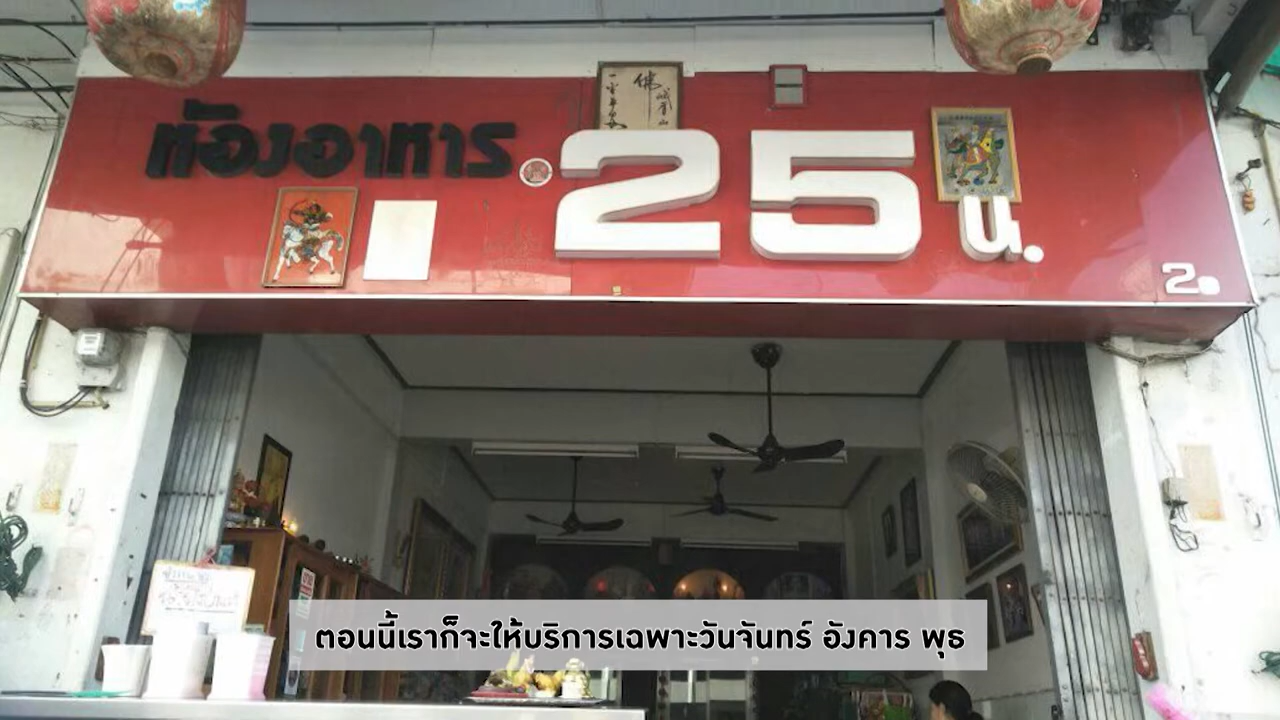 ห้องอาหาร
25 น.
2.
ตอนนี้เราก็จะให้บริการเฉพาะวันจันทร์ อังคาร พุธ